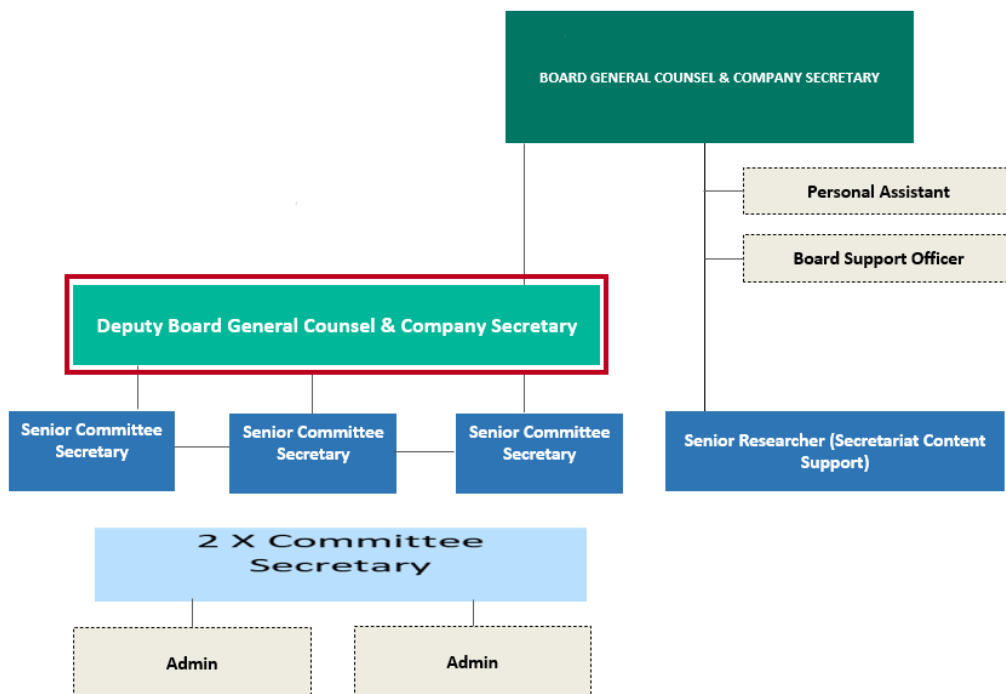 BOARD GENERAL COUNSEL & COMPANY SECRETARY
Personal Assistant
Board Support Officer
Deputy Board General Counsel & Company Secretary
Senior Committee
Secretary
Senior Committee
Secretary
Senior Committee
Secretary
Senior Researcher (Secretariat Content
Support)
2 X Committee
Secretary
Admin
Admin